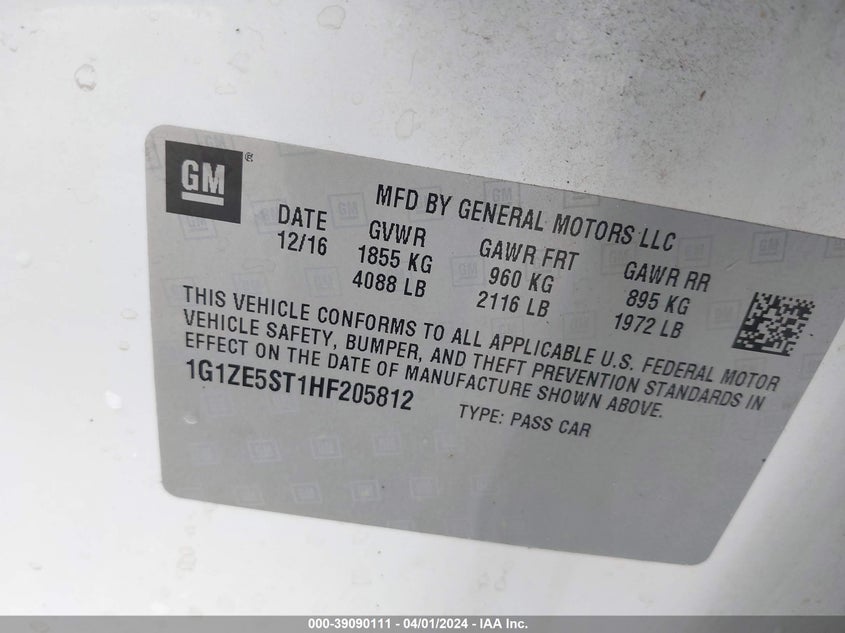 GM ®
MFD BY GENERAL MOTORS LLC
DATE GVWR GAWR FRT GAWR RR
12/16 1855 KG 960 KG 895 KG
4088 LB 2116 LB 1972 LB
THIS VEHICLE CONFORMS TO ALL APPLICABLE U.S. FEDERAL MOTOR
VEHICLE SAFETY, BUMPER, AND THEFT PREVENTION STANDARDS IN
EFFECT ON THE DATE OF MANUFACTURE SHOWN ABOVE.
1G1ZE5ST1HF205812 TYPE: PASS CAR
000-39090111 - 04/01/2024 - IAA Inc.